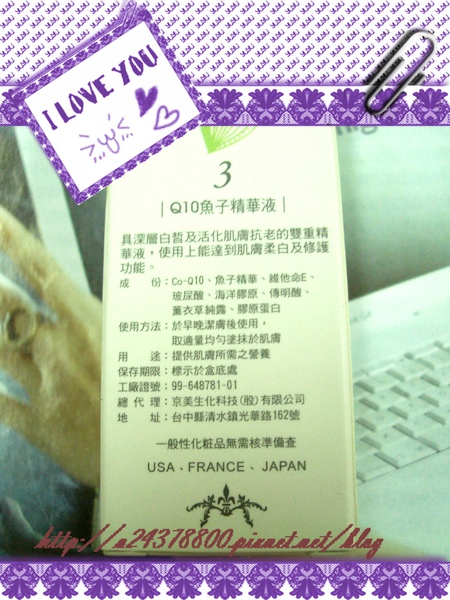 I LOVE YOU
3
|Q10魚子精華液|
具深層白皙及活化肌膚抗老的雙重精
華液，使用上能達到肌膚柔白及修護
功能。
成　份：Co-Q10、魚子精華、維他命E、
玻尿酸、海洋膠原、傳明酸、
薰衣草純露、膠原蛋白
使用方法：於早晚潔膚後使用，
取適量均勻塗抹於肌膚
用　途：提供肌膚所需之營養
保存期限：標示於盒底處
工廠證號：99-648781-01
總 代 理：京美生化科技(股)有限公司
地　址：台中縣清水鎮光華路162號
一般性化粧品無需核準備查
USA、FRANCE、JAPAN
http://a24378800.pixnet.net/blog